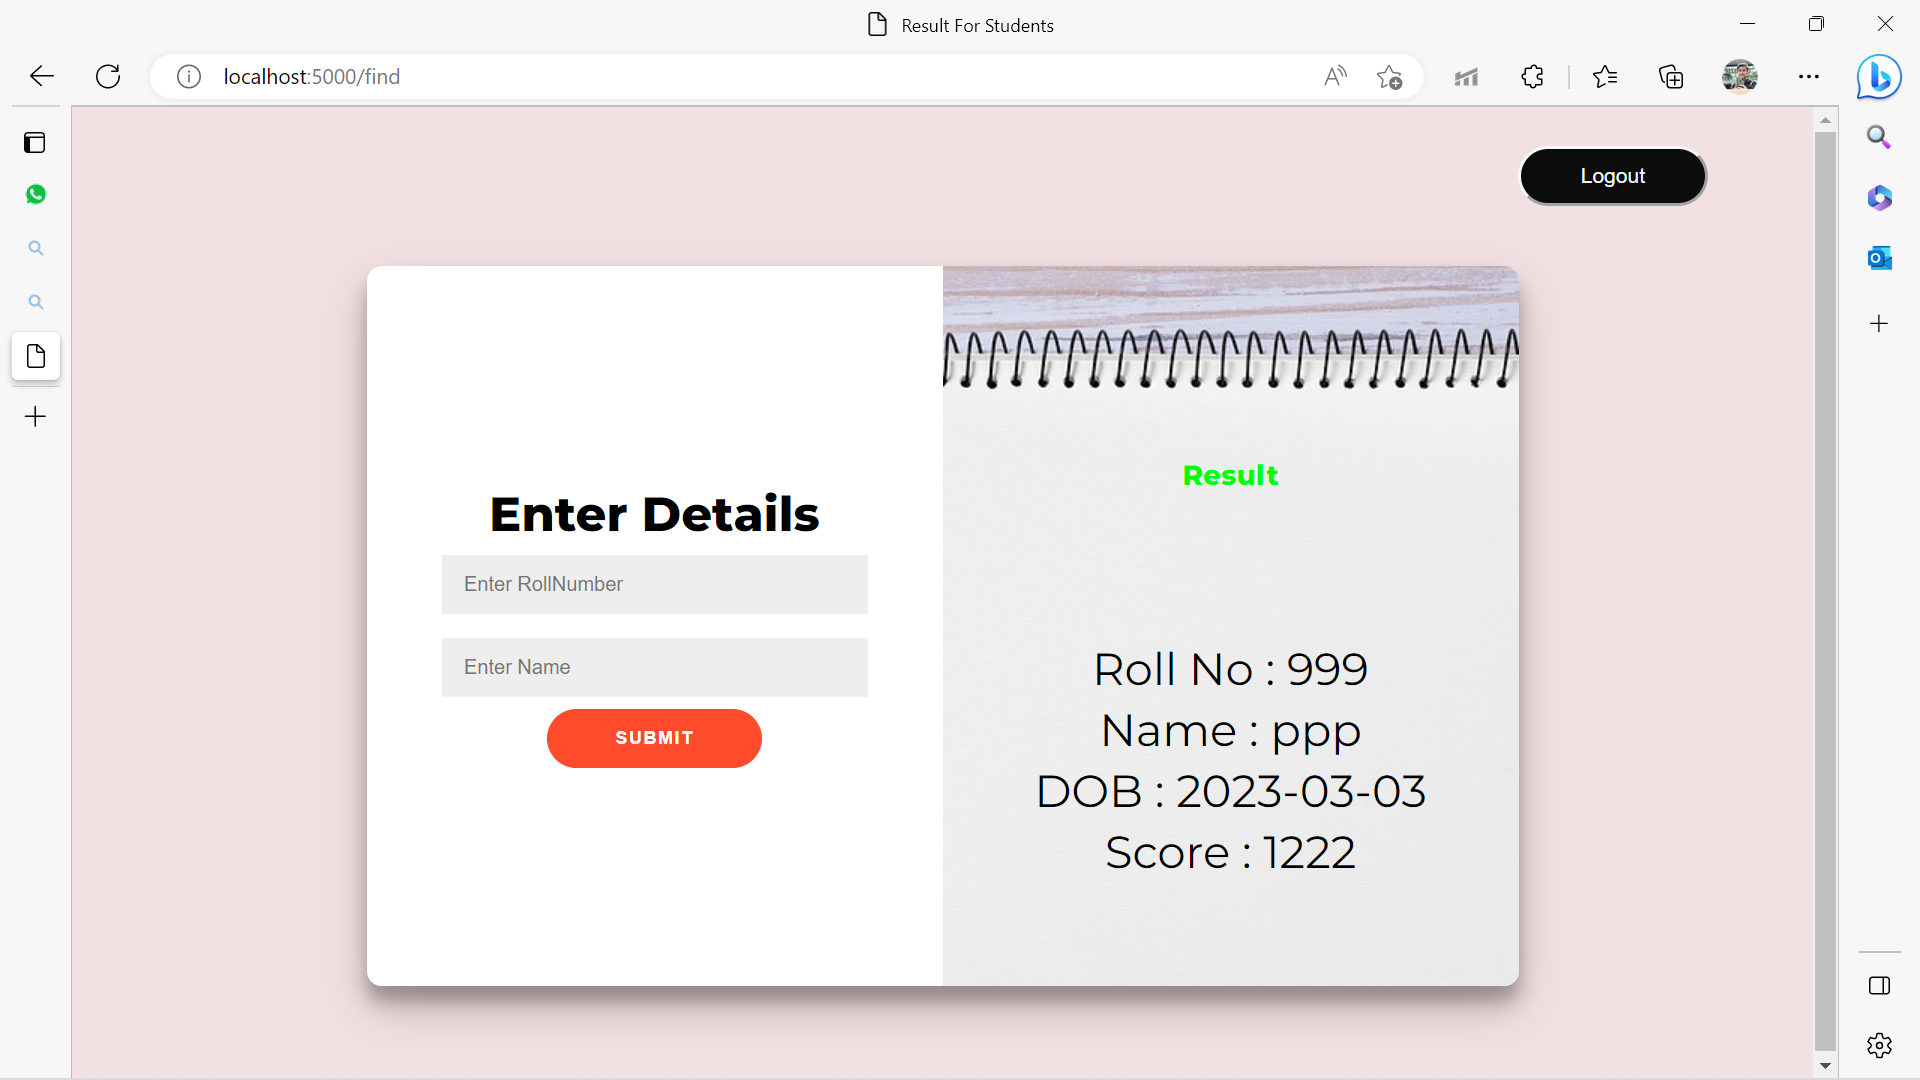 Result For Students
localhost:5000/find
Logout
Enter Details
Enter RollNumber
Enter Name
SUBMIT
Result
Roll No : 999
Name : ppp
DOB : 2023-03-03
Score : 1222